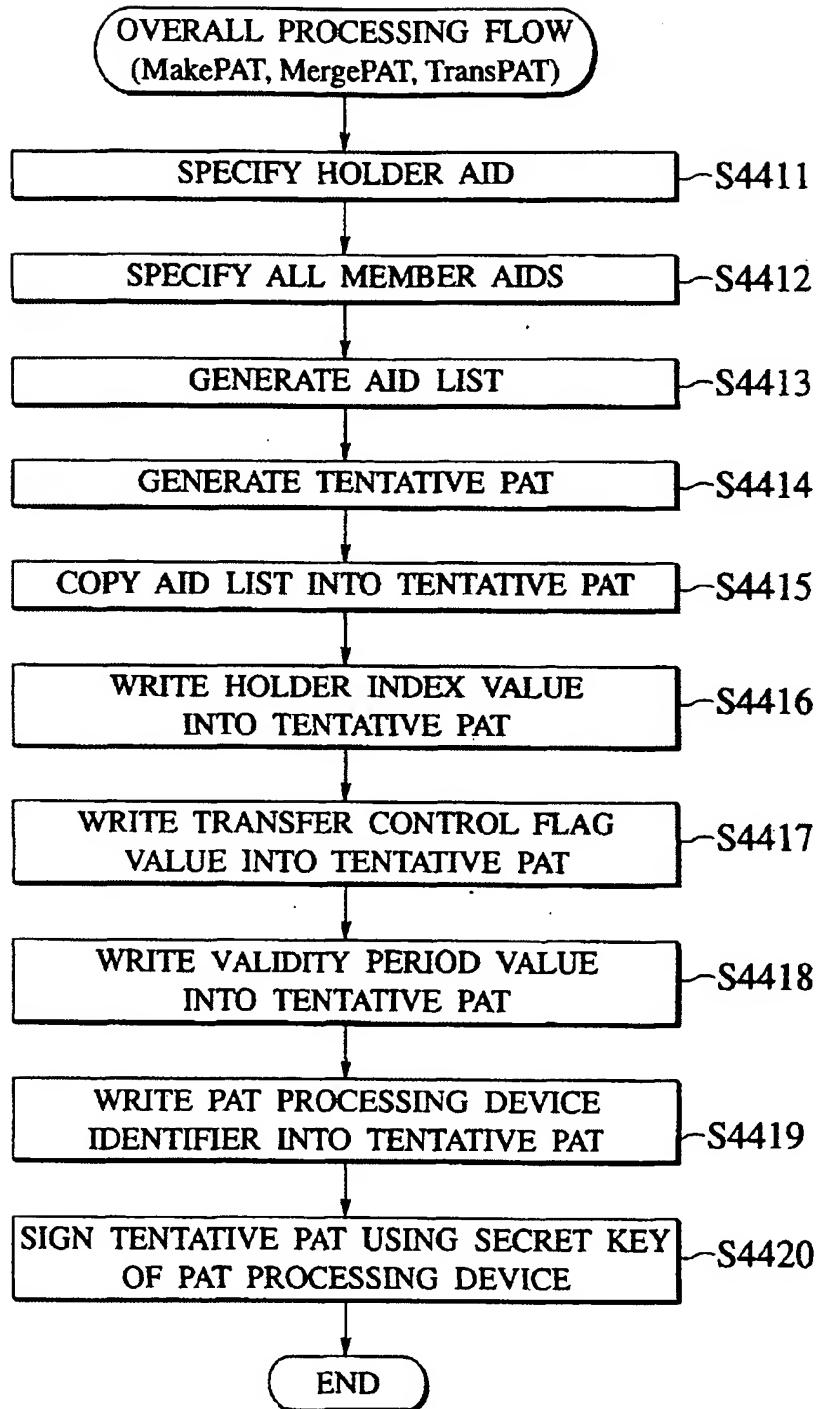 OVERALL PROCESSING FLOW
(MakePAT, MergePAT, TransPAT)
SPECIFY HOLDER AID
S4411
SPECIFY ALL MEMBER AIDS
S4412
GENERATE AID LIST
S4413
GENERATE TENTATIVE PAT
S4414
COPY AID LIST INTO TENTATIVE PAT
S4415
WRITE HOLDER INDEX VALUE
INTO TENTATIVE PAT
S4416
WRITE TRANSFER CONTROL FLAG
VALUE INTO TENTATIVE PAT
S4417
WRITE VALIDITY PERIOD VALUE
INTO TENTATIVE PAT
S4418
WRITE PAT PROCESSING DEVICE
IDENTIFIER INTO TENTATIVE PAT
S4419
SIGN TENTATIVE PAT USING SECRET KEY
OF PAT PROCESSING DEVICE
S4420
END